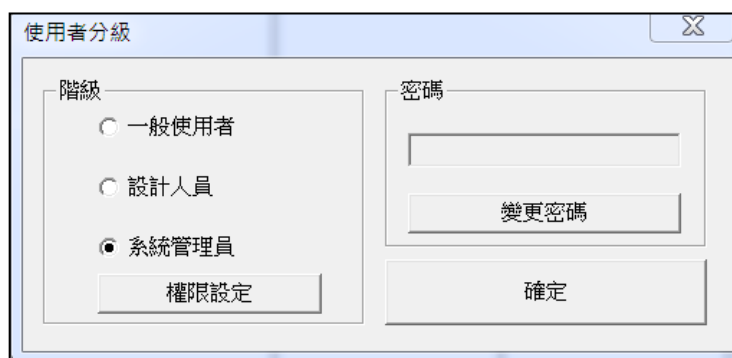 使用者分級
階級
一般使用者
設計人員
系統管理員
權限設定
密碼
變更密碼
確定